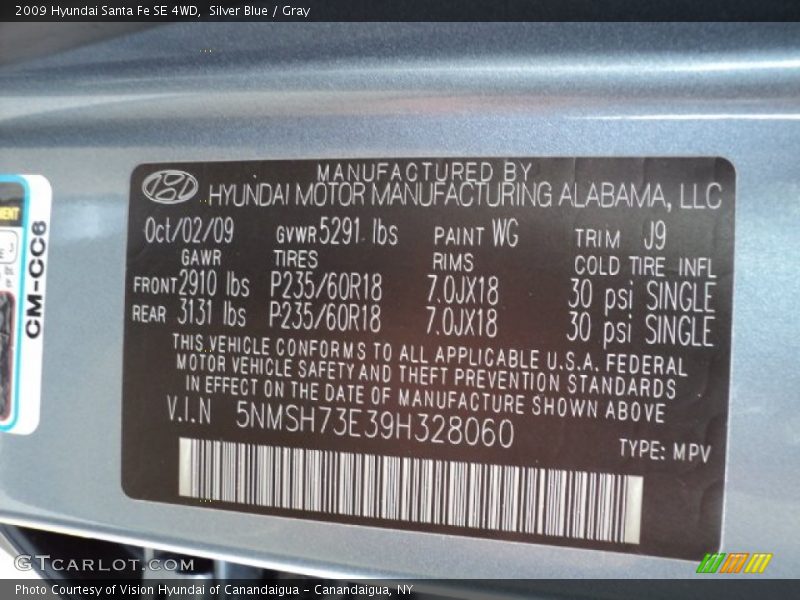 2009 Hyundai Santa Fe SE 4WD, Silver Blue / Gray
MANUFACTURED BY
HYUNDAI MOTOR MANUFACTURING ALABAMA, LLC
Oct/02/09 GVWR 5291 lbs PAINT WG TRIM J9
GAWR TIRES RIMS COLD TIRE INFL
FRONT 2910 lbs P235/60R18 7.0JX18 30 psi SINGLE
REAR 3131 lbs P235/60R18 7.0JX18 30 psi SINGLE
THIS VEHICLE CONFORMS TO ALL APPLICABLE U.S.A. FEDERAL
MOTOR VEHICLE SAFETY AND THEFT PREVENTION STANDARDS
IN EFFECT ON THE DATE OF MANUFACTURE SHOWN ABOVE
V.I.N 5NMSH73E39H328060
TYPE: MPV
CM-CC6
GTCARLOT.COM
Photo Courtesy of Vision Hyundai of Canandaigua - Canandaigua, NY